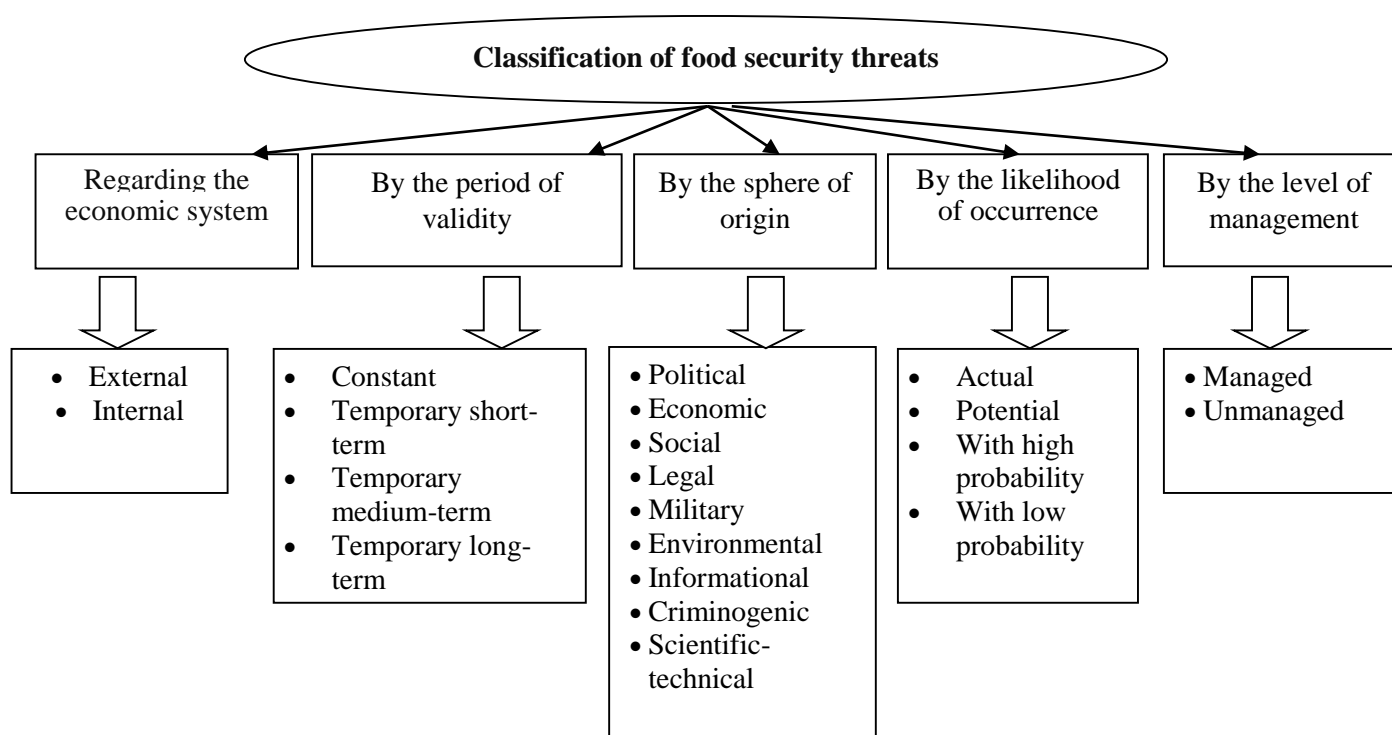 Classification of food security threats
Regarding the
economic system
By the period of
validity
By the sphere of
origin
By the likelihood
of occurrence
By the level of
management
• External
• Internal
• Constant
• Temporary short-
term
• Temporary
medium-term
• Temporary long-
term
• Political
• Economic
• Social
• Legal
• Military
• Environmental
• Informational
• Criminogenic
• Scientific-
technical
• Actual
• Potential
• With high
probability
• With low
probability
• Managed
• Unmanaged